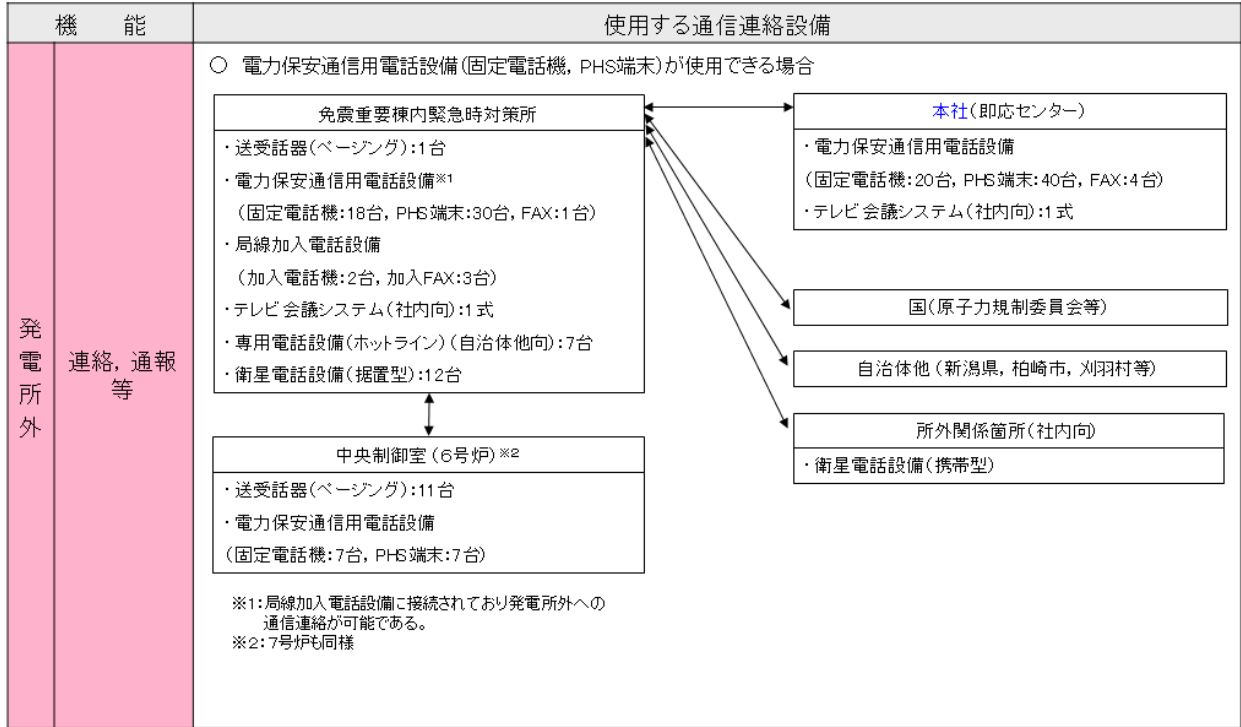 機 能
使用する通信連絡設備
発電所外
連絡, 通報
等
○ 電力保安通信用電話設備(固定電話機, PHS端末)が使用できる場合
免震重要棟内緊急時対策所
・送受話器(ページング):1台
・電力保安通信用電話設備※1
(固定電話機:18台, PHS端末:30台, FAX:1台)
・局線加入電話設備
(加入電話機:2台, 加入FAX:3台)
・テレビ会議システム(社内向):1式
・専用電話設備(ホットライン)(自治体他向):7台
・衛星電話設備(据置型):12台
中央制御室(6号炉)※2
・送受話器(ページング):11台
・電力保安通信用電話設備
(固定電話機:7台, PHS端末:7台)
※1:局線加入電話設備に接続されており発電所外への
通信連絡が可能である。
※2:7号炉も同様
本社(即応センター)
・電力保安通信用電話設備
(固定電話機:20台, PHS端末:40台, FAX:4台)
・テレビ会議システム(社内向):1式
国(原子力規制委員会等)
自治体他(新潟県, 柏崎市, 刈羽村等)
所外関係箇所(社内向)
・衛星電話設備(携帯型)